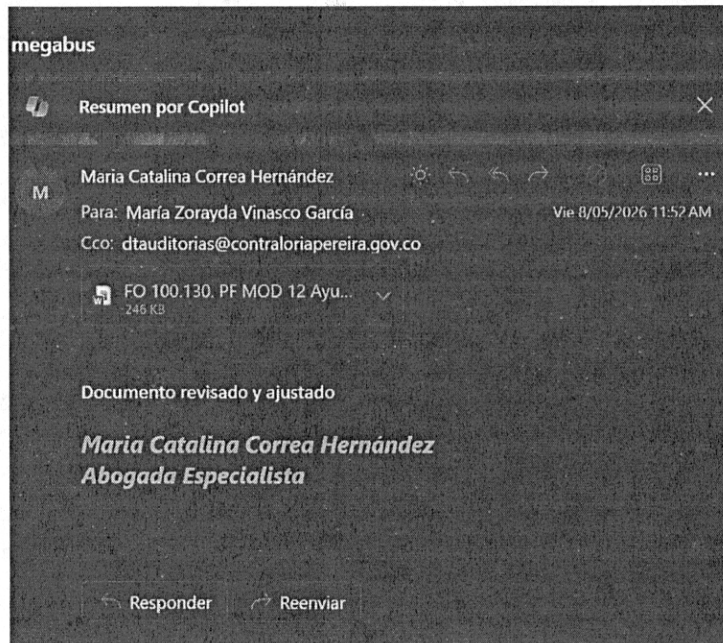 megabus
Resumen por Copilot
M
Maria Catalina Correa Hernández
Para: María Zorayda Vinasco García
Vie 8/05/2026 11:52 AM
Cco: dtauditorias@contraloriapereira.gov.co
FO 100.130. PF MOD 12 Ayu...
246 KB
Documento revisado y ajustado
Maria Catalina Correa Hernández
Abogada Especialista
Responder
Reenviar